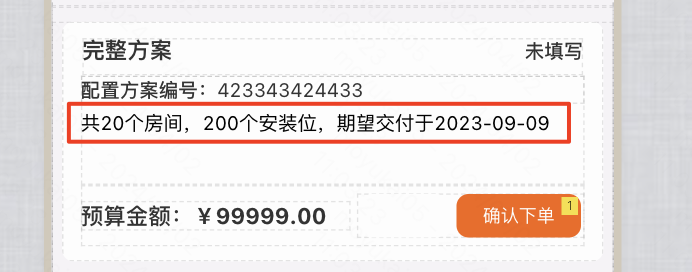 完整方案 未填写
配置方案编号：423343424433
共20个房间，200个安装位，期望交付于2023-09-09
预算金额：￥99999.00 确认下单 1